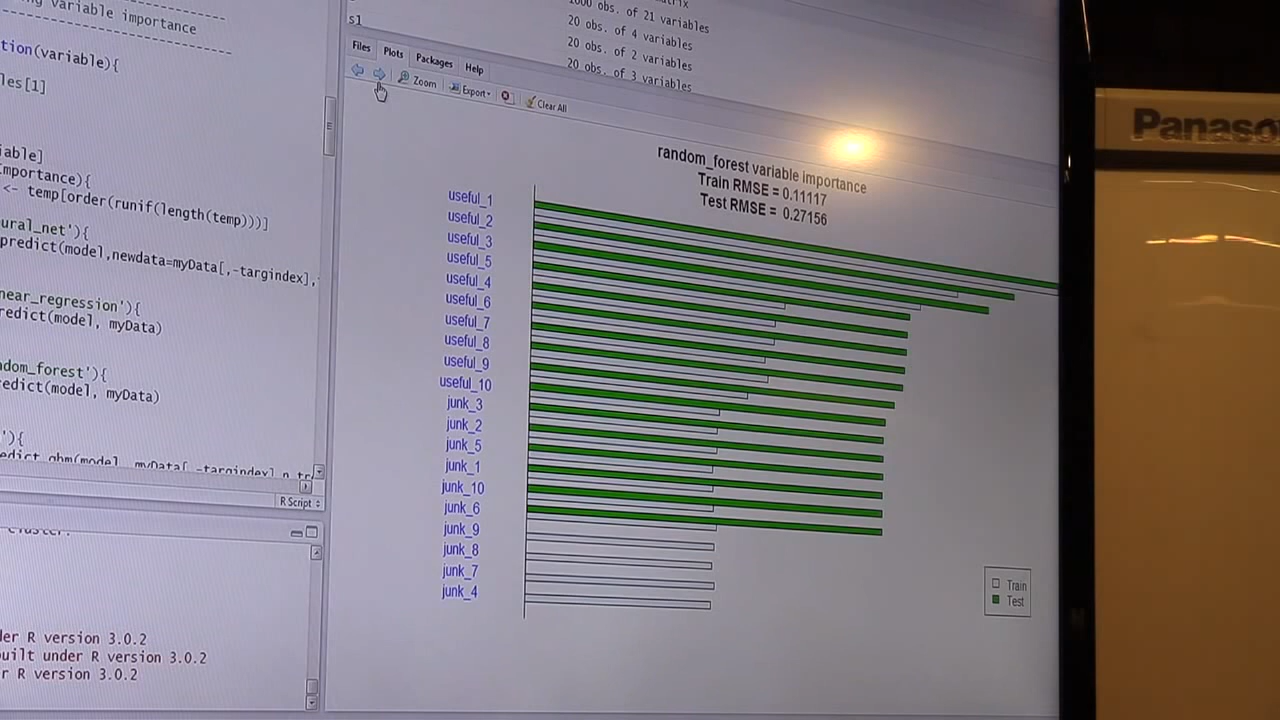 variable importance
tion(variable){
les[1]
iable]
Importance){
<- temp[order(runif(length(temp)))]
ural_net'){
predict(model,newdata=myData[,-targindex],
near_regression'){
redict(model, myData)
ndom_forest'){
redict(model, myData)
'){
R Script
der R version 3.0.2
built under R version 3.0.2
r R version 3.0.2
s1
1000 obs. of 21 variables
20 obs. of 4 variables
20 obs. of 2 variables
20 obs. of 3 variables
Files Plots Packages Help
Zoom Export Clear All
random_forest variable importance
Train RMSE = 0.11117
Test RMSE = 0.27156
useful_1
useful_2
useful_3
useful_5
useful_4
useful_6
useful_7
useful_8
useful_9
useful_10
junk_3
junk_2
junk_5
junk_1
junk_10
junk_6
junk_9
junk_8
junk_7
junk_4
Train
Test
Panaso